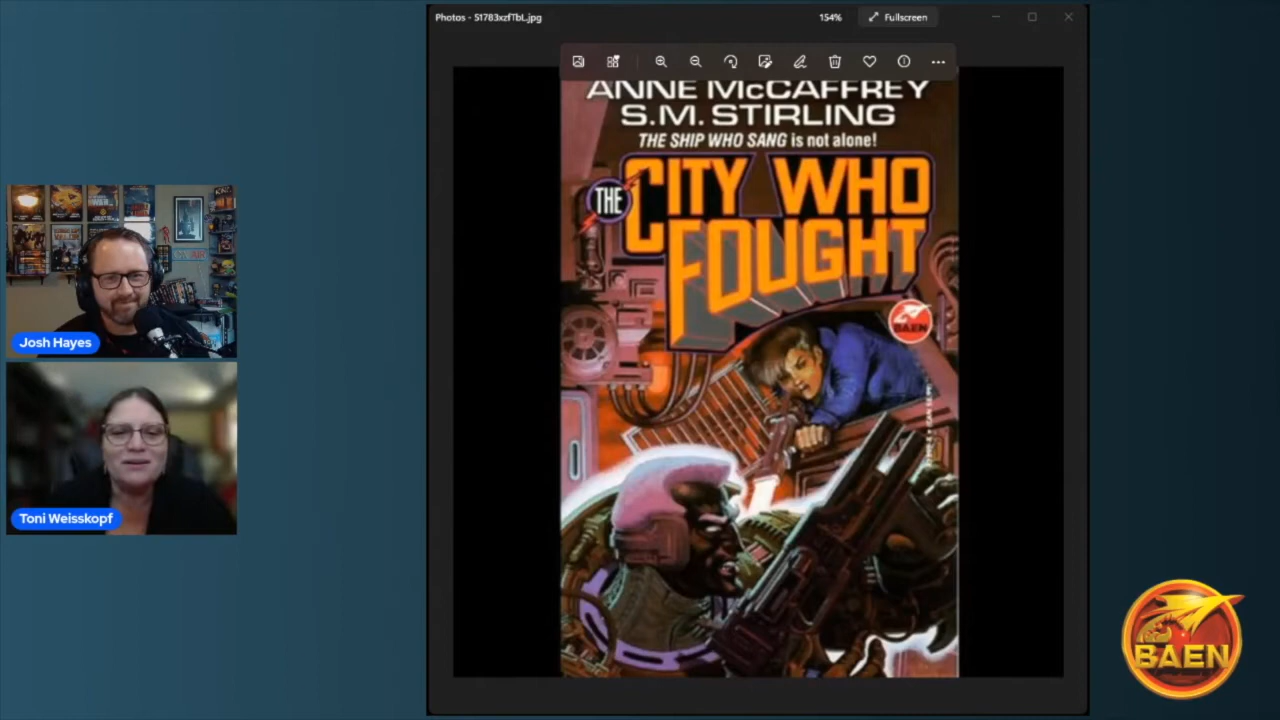 Photos - 51783xzfTbL.jpg
154%
Fullscreen
ANNE McCAFFREY
S.M. STIRLING
THE SHIP WHO SANG is not alone!
THE CITY WHO
FOUGHT
BAEN
Josh Hayes
Toni Weisskopf
BAEN